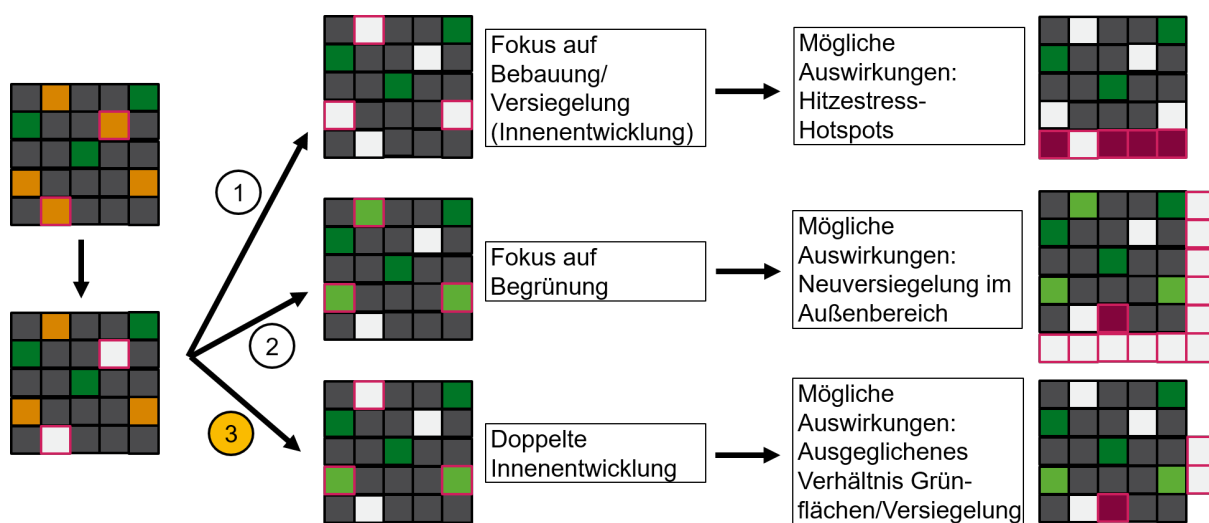 1
Fokus auf
Bebauung/
Versiegelung
(Innenentwicklung)
Mögliche
Auswirkungen:
Hitzestress-
Hotspots
2
Fokus auf
Begrünung
Mögliche
Auswirkungen:
Neuversiegelung im
Außenbereich
3
Doppelte
Innenentwicklung
Mögliche
Auswirkungen:
Ausgeglichenes
Verhältnis Grün-
flächen/Versiegelung